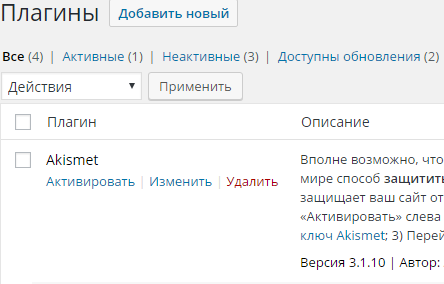 Плагины Добавить новый
Все (4) | Активные (1) | Неактивные (3) | Доступны обновления (2)
Действия Применить
Плагин Описание
Akismet Вполне возможно, что
Активировать | Изменить | Удалить мире способ защитить
защищает ваш сайт от
«Активировать» слева
ключ Akismet; 3) Перей
Версия 3.1.10 | Автор: